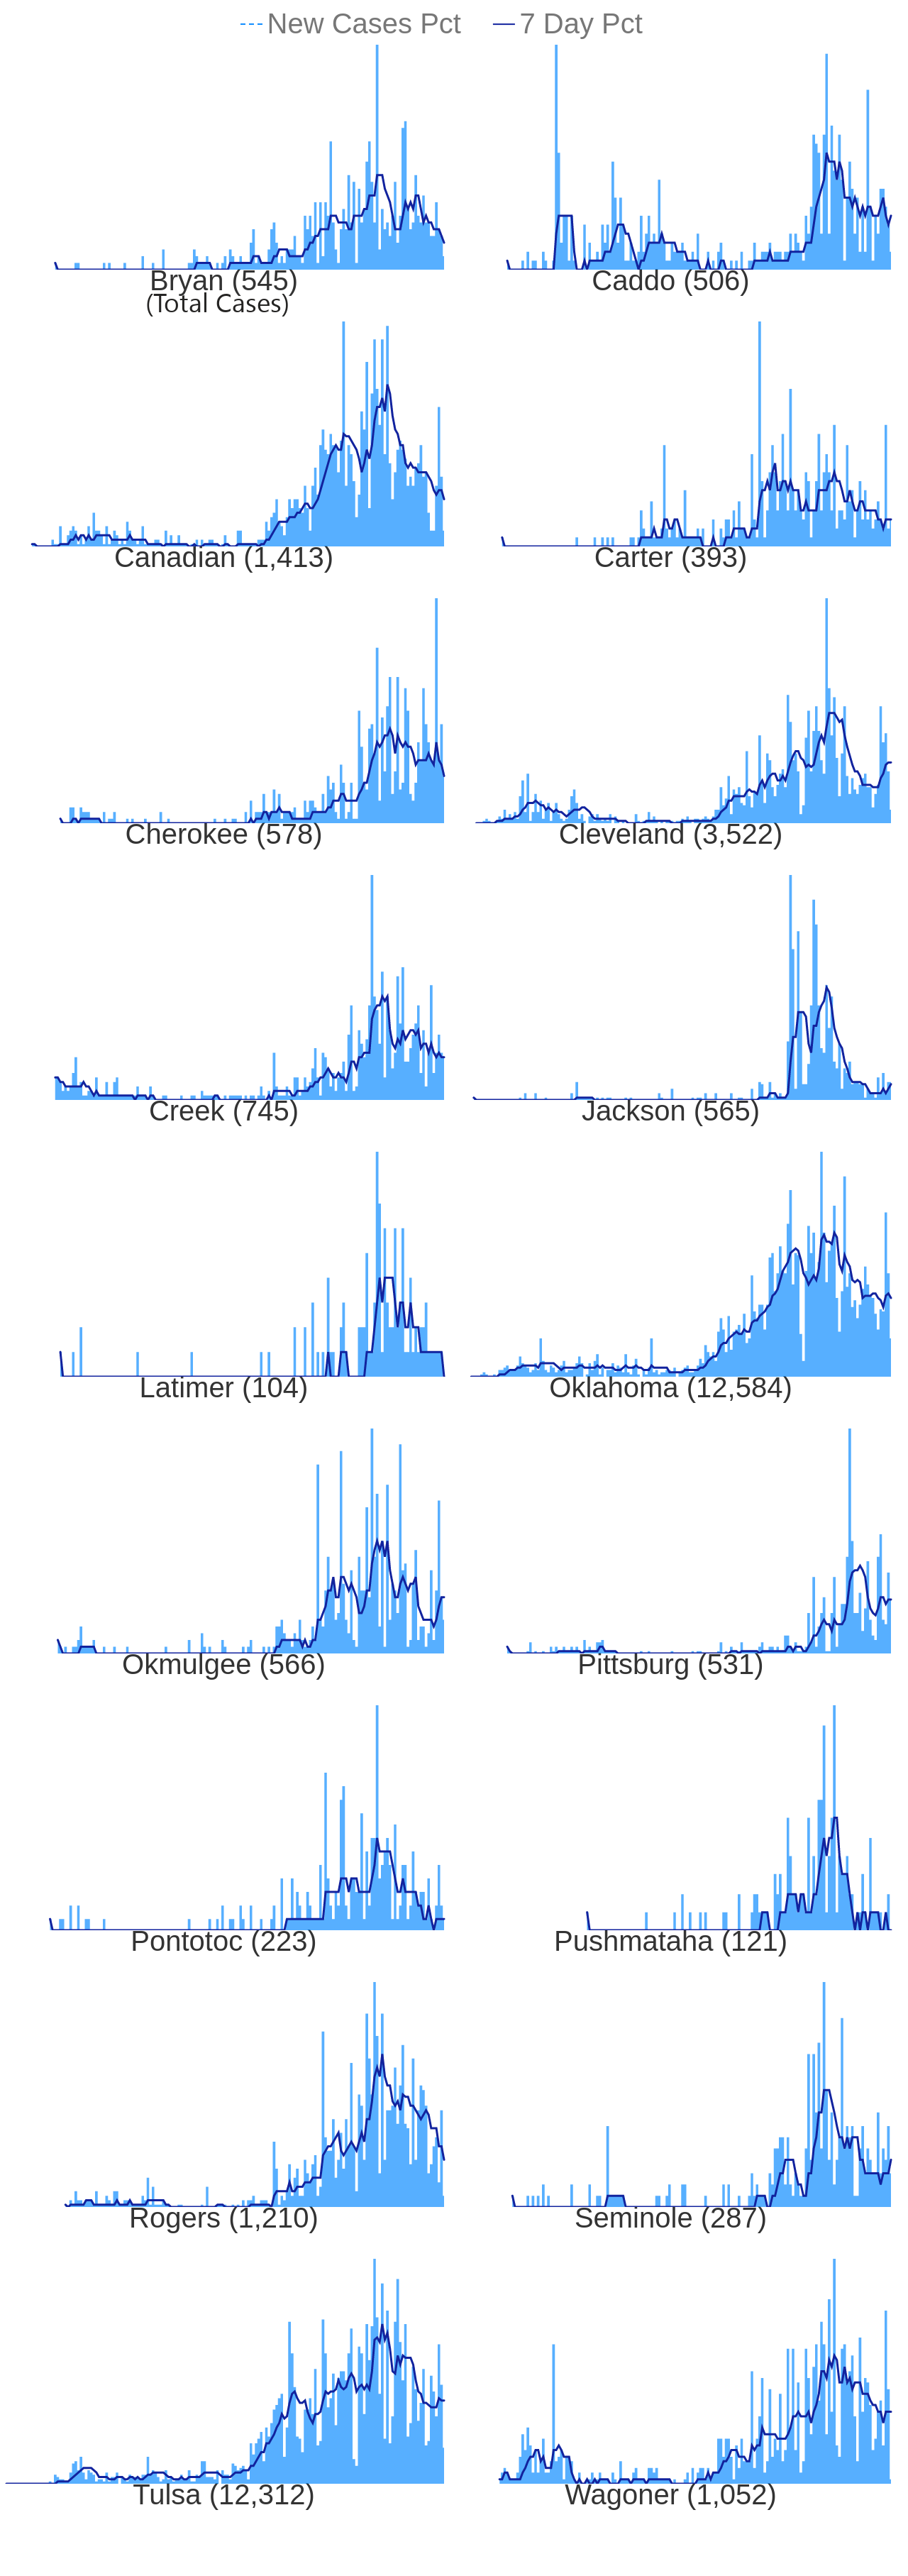 New Cases Pct 7 Day Pct
Bryan (545) Caddo (506)
(Total Cases)
Canadian (1,413) Carter (393)
Cherokee (578) Cleveland (3,522)
Creek (745) Jackson (565)
Latimer (104) Oklahoma (12,584)
Okmulgee (566) Pittsburg (531)
Pontotoc (223) Pushmataha (121)
Rogers (1,210) Seminole (287)
Tulsa (12,312) Wagoner (1,052)